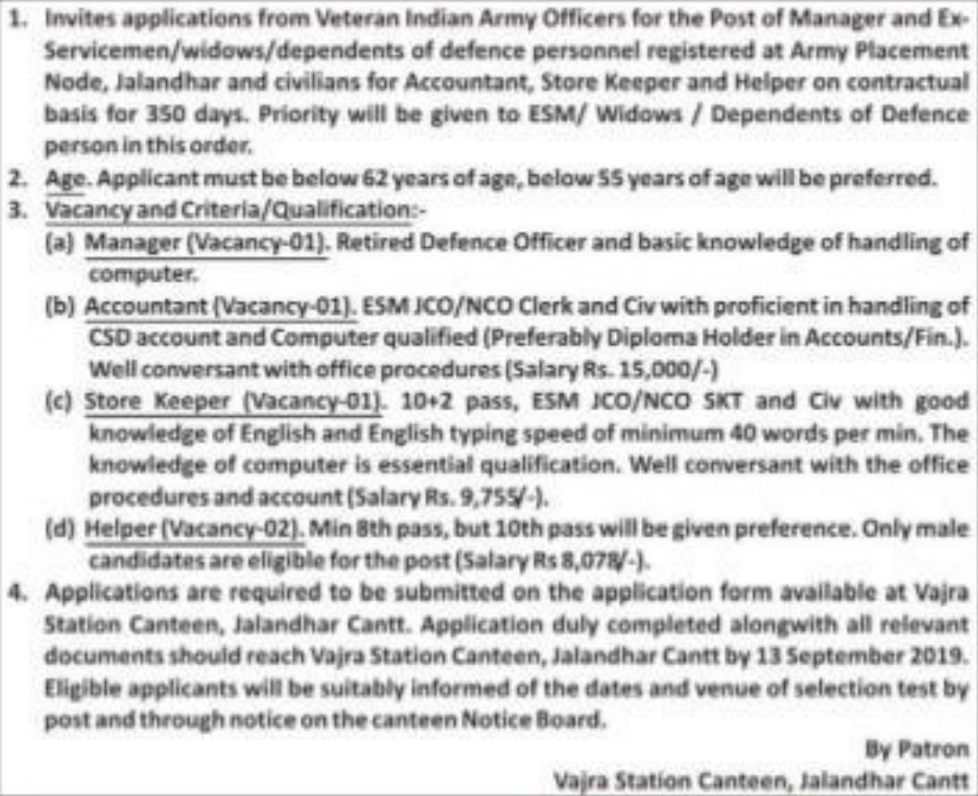 1. Invites applications from Veteran Indian Army Officers for the Post of Manager and Ex-
Servicemen/widows/dependents of defence personnel registered at Army Placement
Node, Jalandhar and civilians for Accountant, Store Keeper and Helper on contractual
basis for 350 days. Priority will be given to ESM/ Widows / Dependents of Defence
person in this order.
2. Age. Applicant must be below 62 years of age, below 55 years of age will be preferred.
3. Vacancy and Criteria/Qualification:-
(a) Manager (Vacancy-01). Retired Defence Officer and basic knowledge of handling of
computer.
(b) Accountant (Vacancy-01). ESM JCO/NCO Clerk and Civ with proficient in handling of
CSD account and Computer qualified (Preferably Diploma Holder in Accounts/Fin.).
Well conversant with office procedures (Salary Rs. 15,000/-)
(c) Store Keeper (Vacancy-01). 10+2 pass, ESM JCO/NCO SKT and Civ with good
knowledge of English and English typing speed of minimum 40 words per min. The
knowledge of computer is essential qualification. Well conversant with the office
procedures and account (Salary Rs. 9,755/-).
(d) Helper (Vacancy-02). Min 8th pass, but 10th pass will be given preference. Only male
candidates are eligible for the post (Salary Rs 8,078/-).
4. Applications are required to be submitted on the application form available at Vajra
Station Canteen, Jalandhar Cantt. Application duly completed alongwith all relevant
documents should reach Vajra Station Canteen, Jalandhar Cantt by 13 September 2019.
Eligible applicants will be suitably informed of the dates and venue of selection test by
post and through notice on the canteen Notice Board.
By Patron
Vajra Station Canteen, Jalandhar Cantt